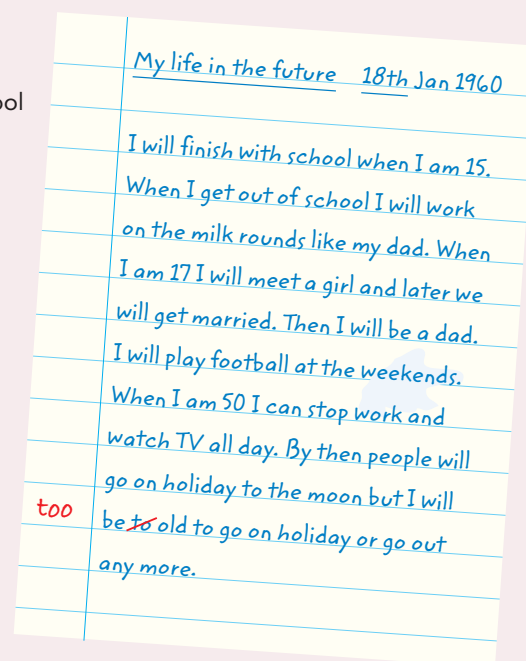 ool
My life in the future 18th Jan 1960
I will finish with school when I am 15.
When I get out of school I will work
on the milk rounds like my dad. When
I am 17 I will meet a girl and later we
will get married. Then I will be a dad.
I will play football at the weekends.
When I am 50 I can stop work and
watch TV all day. By then people will
go on holiday to the moon but I will
too be to old to go on holiday or go out
any more.